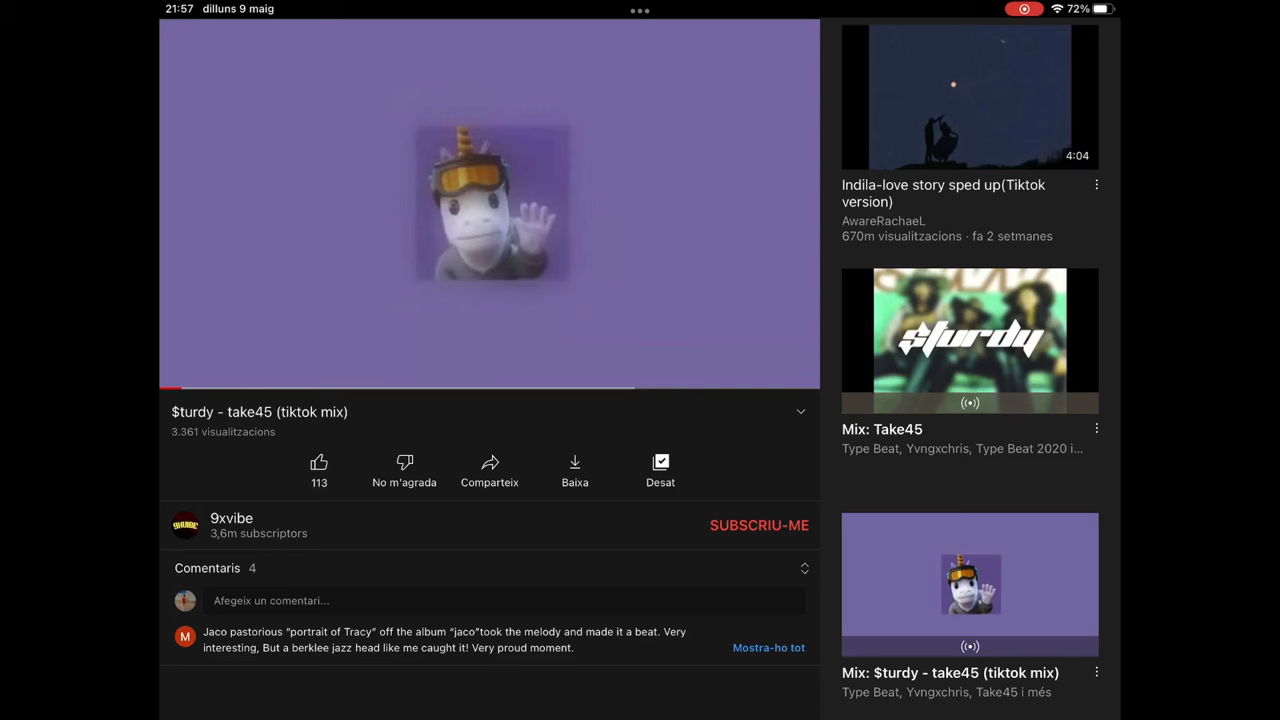 21:57 dilluns 9 maig
72%
$turdy - take45 (tiktok mix)
3.361 visualitzacions
113
No m'agrada
Comparteix
Baixa
Desat
9xvibe
3,6m subscriptors
SUBSCRIU-ME
Comentaris 4
Afegeix un comentari...
M
Jaco pastorious "portrait of Tracy" off the album "jaco"took the melody and made it a beat. Very
interesting, But a berklee jazz head like me caught it! Very proud moment.
Mostra-ho tot
4:04
Indila-love story sped up(Tiktok
version)
AwareRachaeL
670m visualitzacions · fa 2 setmanes
$turdy
Mix: Take45
Type Beat, Yvngxchris, Type Beat 2020 i...
Mix: $turdy - take45 (tiktok mix)
Type Beat, Yvngxchris, Take45 i més